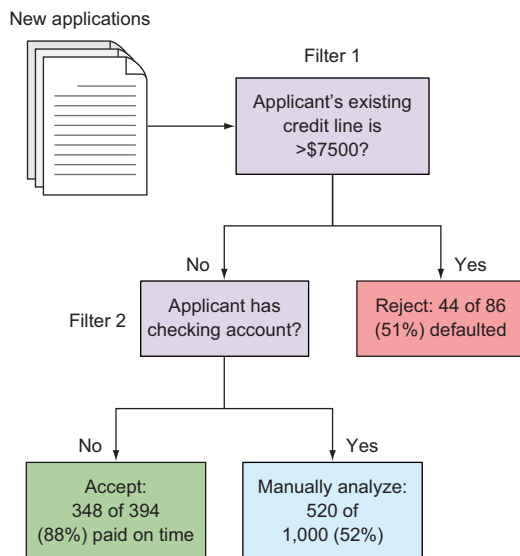 New applications
Filter 1
Applicant's existing
credit line is
>$7500?
No
Yes
Filter 2
Applicant has
checking account?
Reject: 44 of 86
(51%) defaulted
No
Yes
Accept:
348 of 394
(88%) paid on time
Manually analyze:
520 of
1,000 (52%)